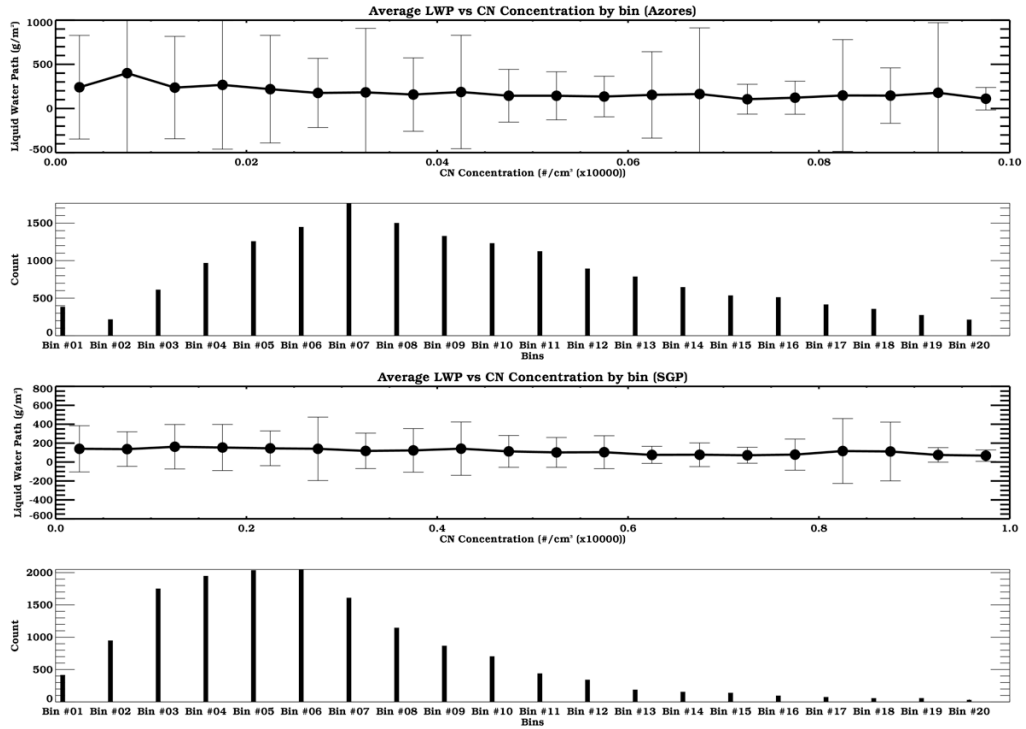 Average LWP vs CN Concentration by bin (Azores)
Liquid Water Path (g/m²)
1000
500
0
-500
0.00 0.02 0.04 0.06 0.08 0.10
CN Concentration (#/cm³ (x10000))
Count
1500
1000
500
0
Bin #01 Bin #02 Bin #03 Bin #04 Bin #05 Bin #06 Bin #07 Bin #08 Bin #09 Bin #10 Bin #11 Bin #12 Bin #13 Bin #14 Bin #15 Bin #16 Bin #17 Bin #18 Bin #19 Bin #20
Bins
Average LWP vs CN Concentration by bin (SGP)
Liquid Water Path (g/m²)
800
600
400
200
0
-200
-400
-600
0.0 0.2 0.4 0.6 0.8 1.0
CN Concentration (#/cm³ (x10000))
Count
2000
1500
1000
500
0
Bin #01 Bin #02 Bin #03 Bin #04 Bin #05 Bin #06 Bin #07 Bin #08 Bin #09 Bin #10 Bin #11 Bin #12 Bin #13 Bin #14 Bin #15 Bin #16 Bin #17 Bin #18 Bin #19 Bin #20
Bins